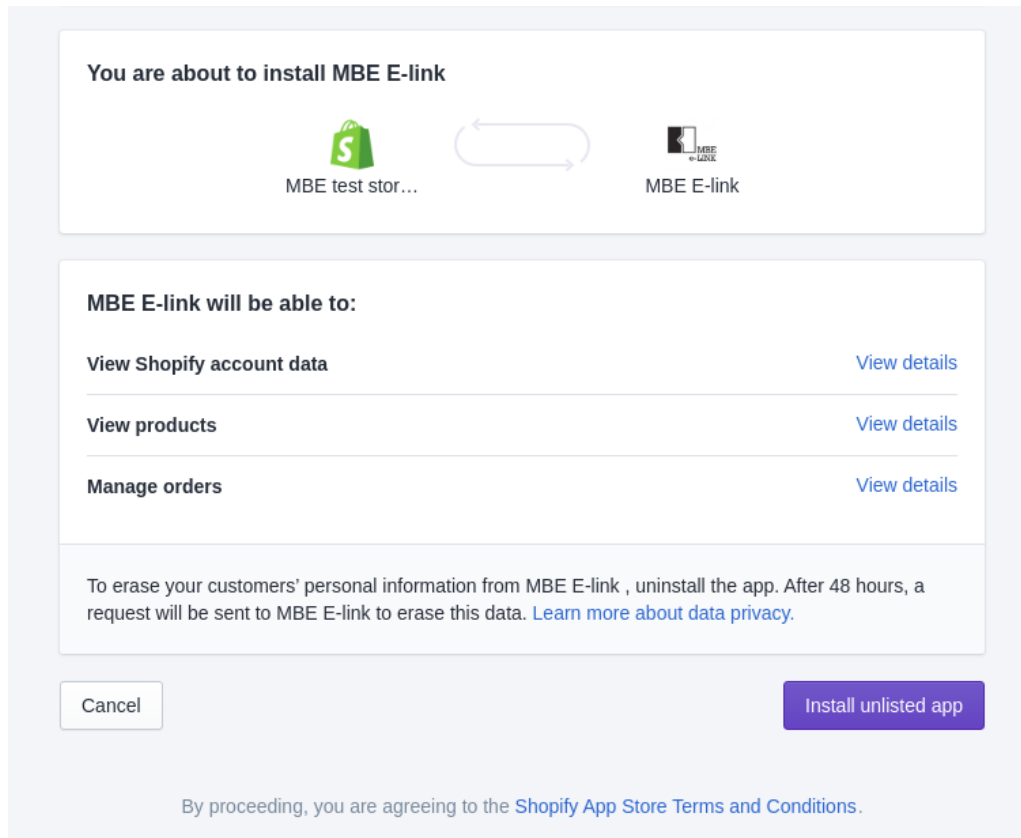 You are about to install MBE E-link
MBE
e-LINK
MBE test stor…
MBE E-link
MBE E-link will be able to:
View Shopify account data
View details
View products
View details
Manage orders
View details
To erase your customers’ personal information from MBE E-link , uninstall the app. After 48 hours, a
request will be sent to MBE E-link to erase this data. Learn more about data privacy.
Cancel
Install unlisted app
By proceeding, you are agreeing to the Shopify App Store Terms and Conditions.